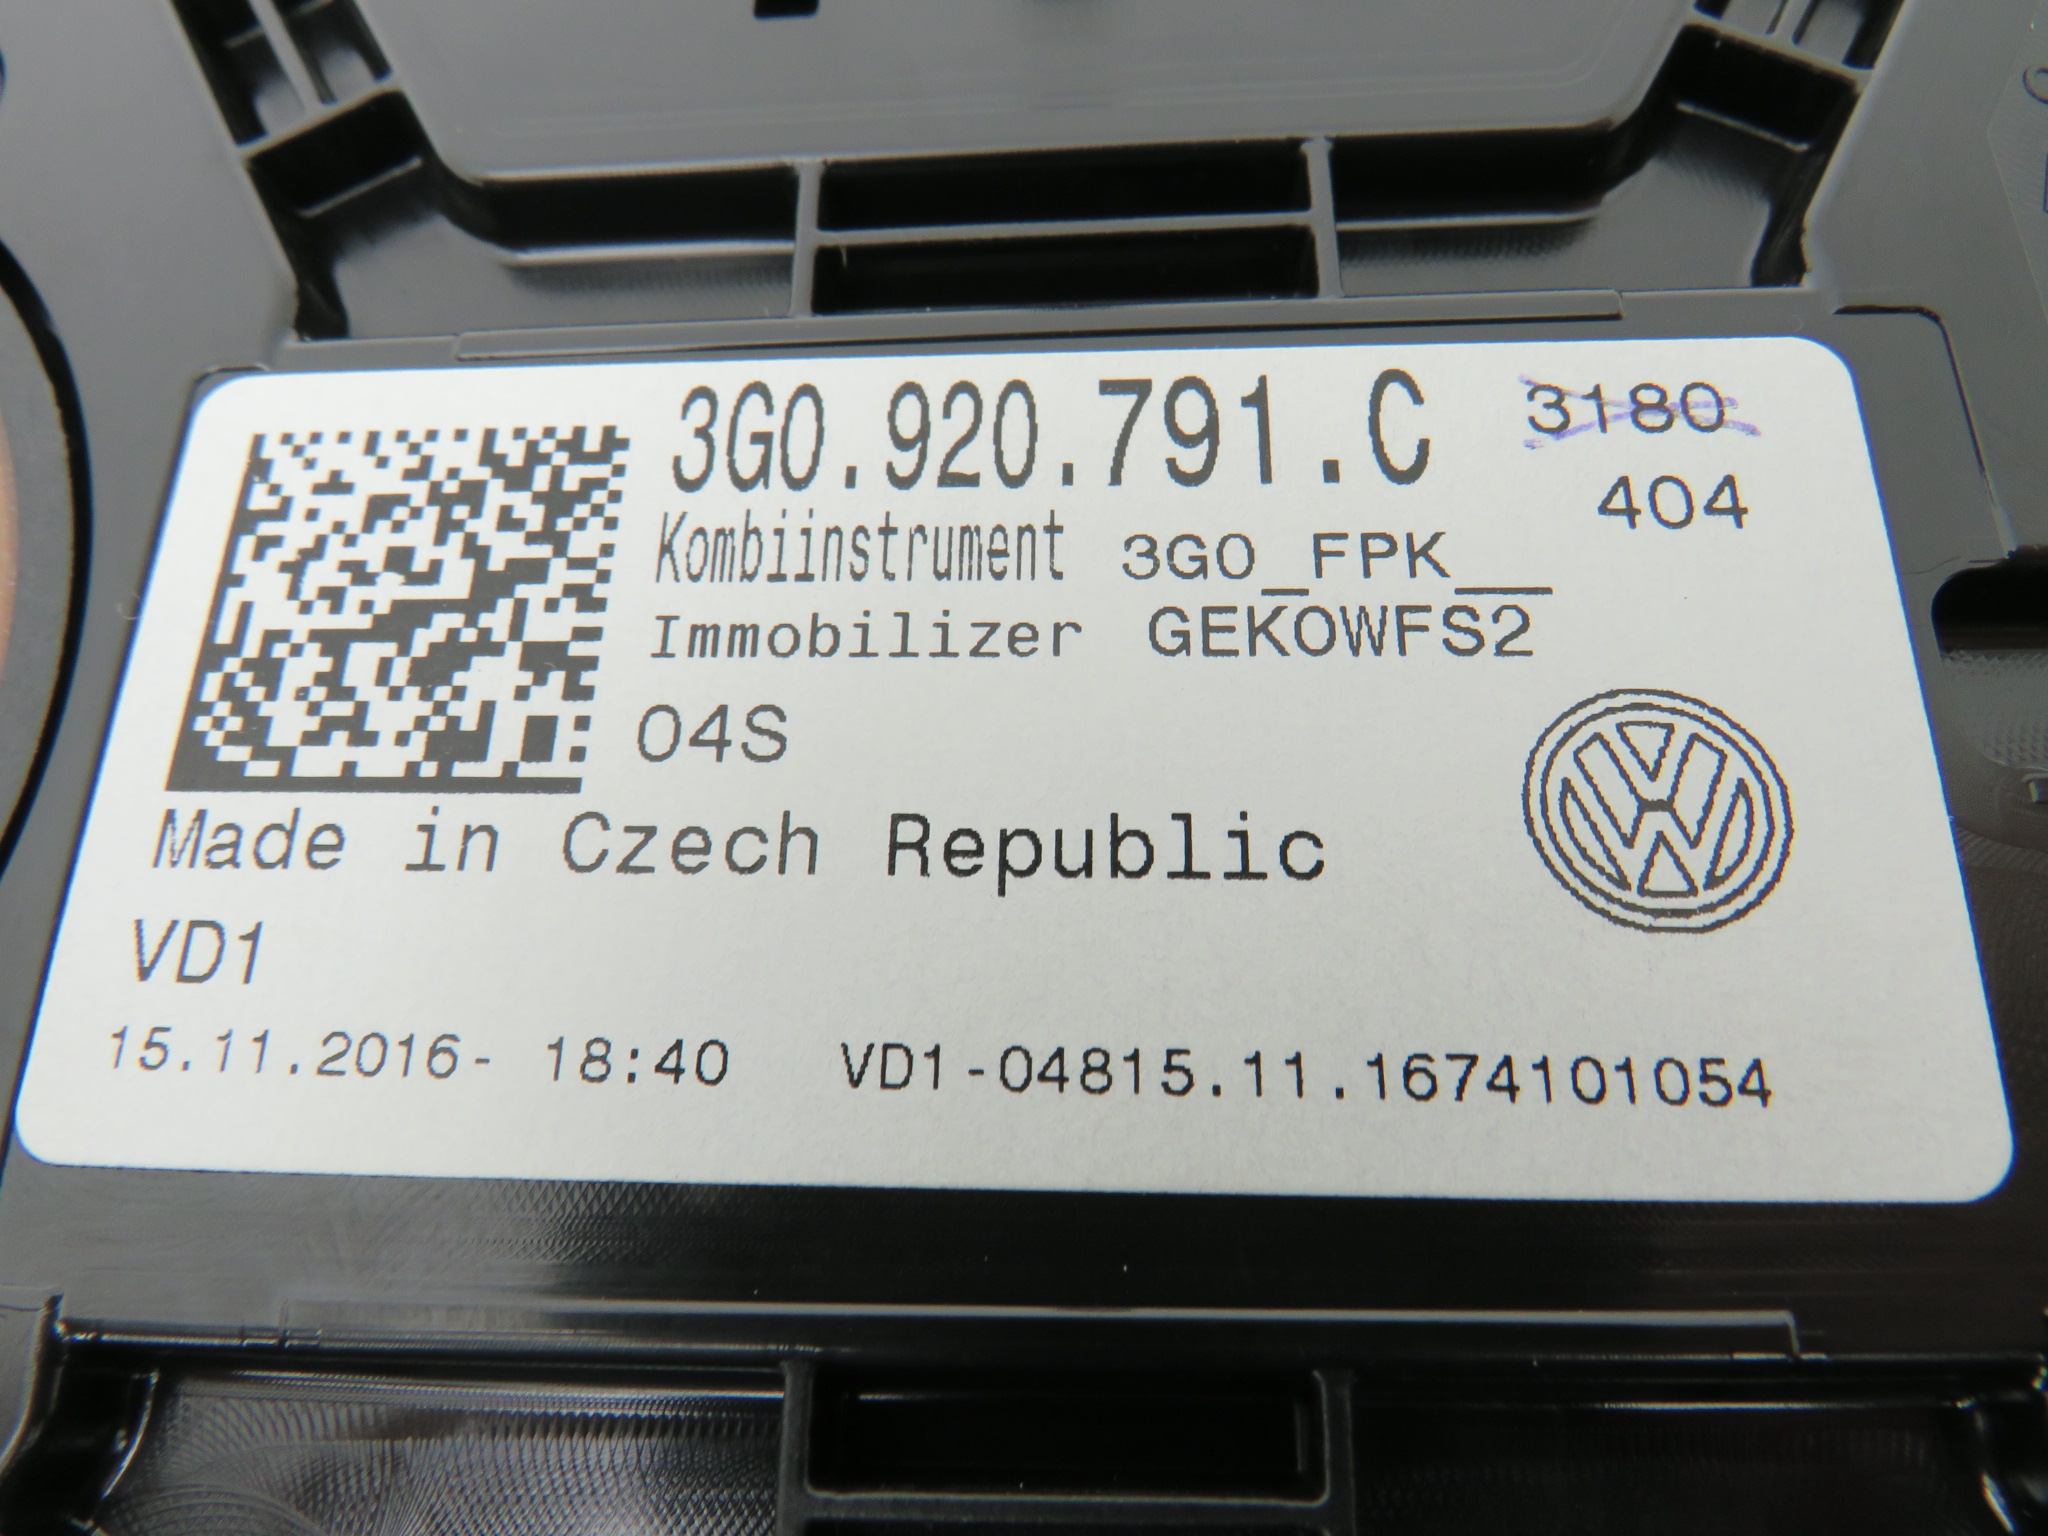 3G0.920.791.C 3180
404
Kombiinstrument 3G0_FPK__
Immobilizer GEKOWFS2
04S
Made in Czech Republic
VD1
15.11.2016- 18:40 VD1-04815.11.1674101054